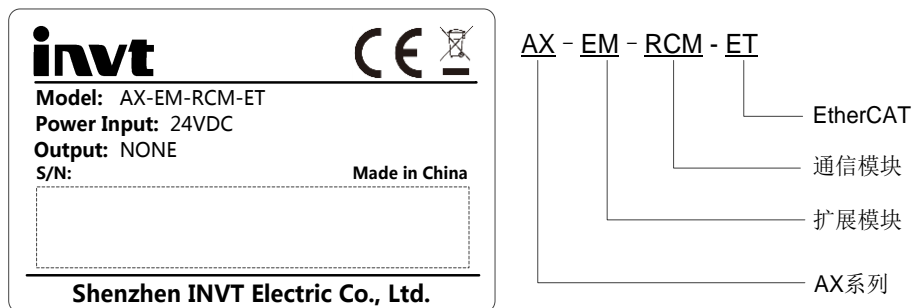 invt CE
Model: AX-EM-RCM-ET
Power Input: 24VDC
Output: NONE
S/N: Made in China
Shenzhen INVT Electric Co., Ltd.
AX - EM - RCM - ET
EtherCAT
通信模块
扩展模块
AX系列